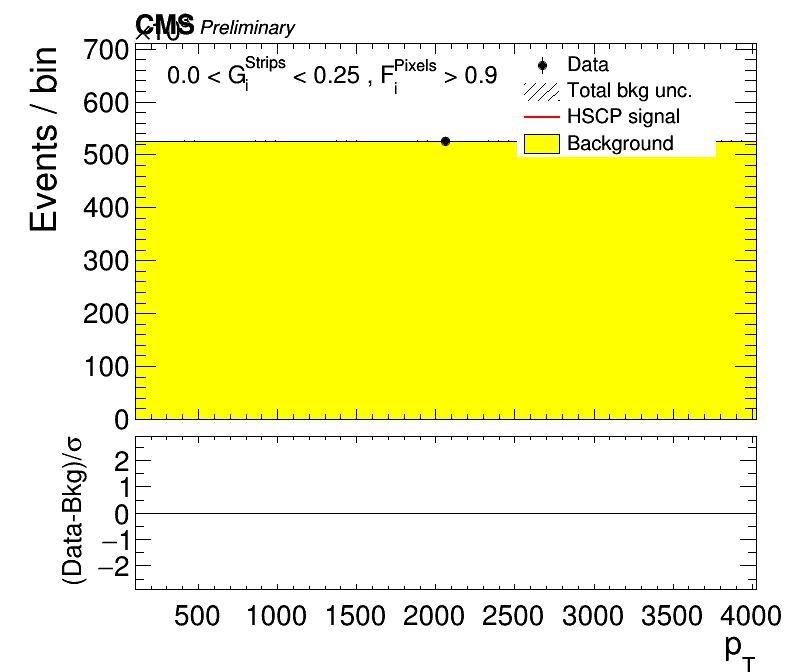 CMS Preliminary
700
0.0 < G_i^Strips < 0.25 , F_i^Pixels > 0.9
Data
Total bkg unc.
HSCP signal
Background
600
500
400
300
200
100
0
Events / bin
2
1
0
−1
−2
(Data-Bkg)/σ
500 1000 1500 2000 2500 3000 3500 4000
p_T